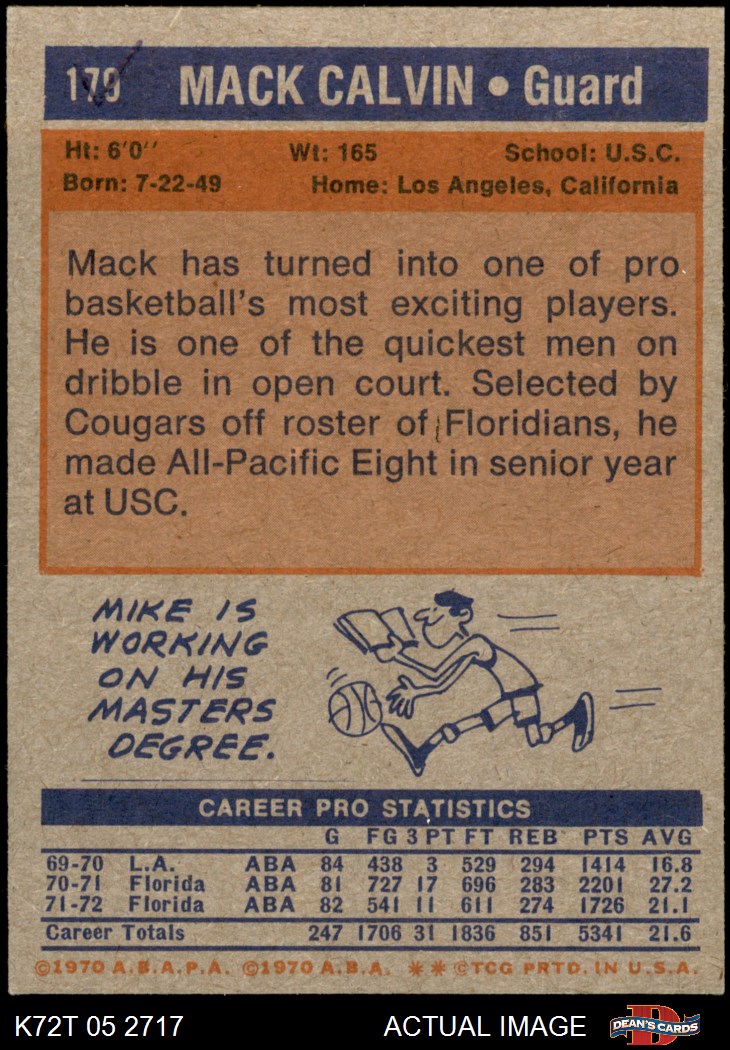 179 MACK CALVIN • Guard
Ht: 6'0'' Wt: 165 School: U.S.C.
Born: 7-22-49 Home: Los Angeles, California
Mack has turned into one of pro
basketball's most exciting players.
He is one of the quickest men on
dribble in open court. Selected by
Cougars off roster of Floridians, he
made All-Pacific Eight in senior year
at USC.
MIKE IS
WORKING
ON HIS
MASTERS
DEGREE.
CAREER PRO STATISTICS
G FG 3 PT FT REB PTS AVG
69-70 L.A. ABA 84 438 3 529 294 1414 16.8
70-71 Florida ABA 81 727 17 696 283 2201 27.2
71-72 Florida ABA 82 541 11 611 274 1726 21.1
Career Totals 247 1706 31 1836 851 5341 21.6
©1970 A.B.A.P.A. ©1970 A.B.A. ** ©TCG PRTD. IN U.S.A.
K72T 05 2717 ACTUAL IMAGE DEAN'S CARDS